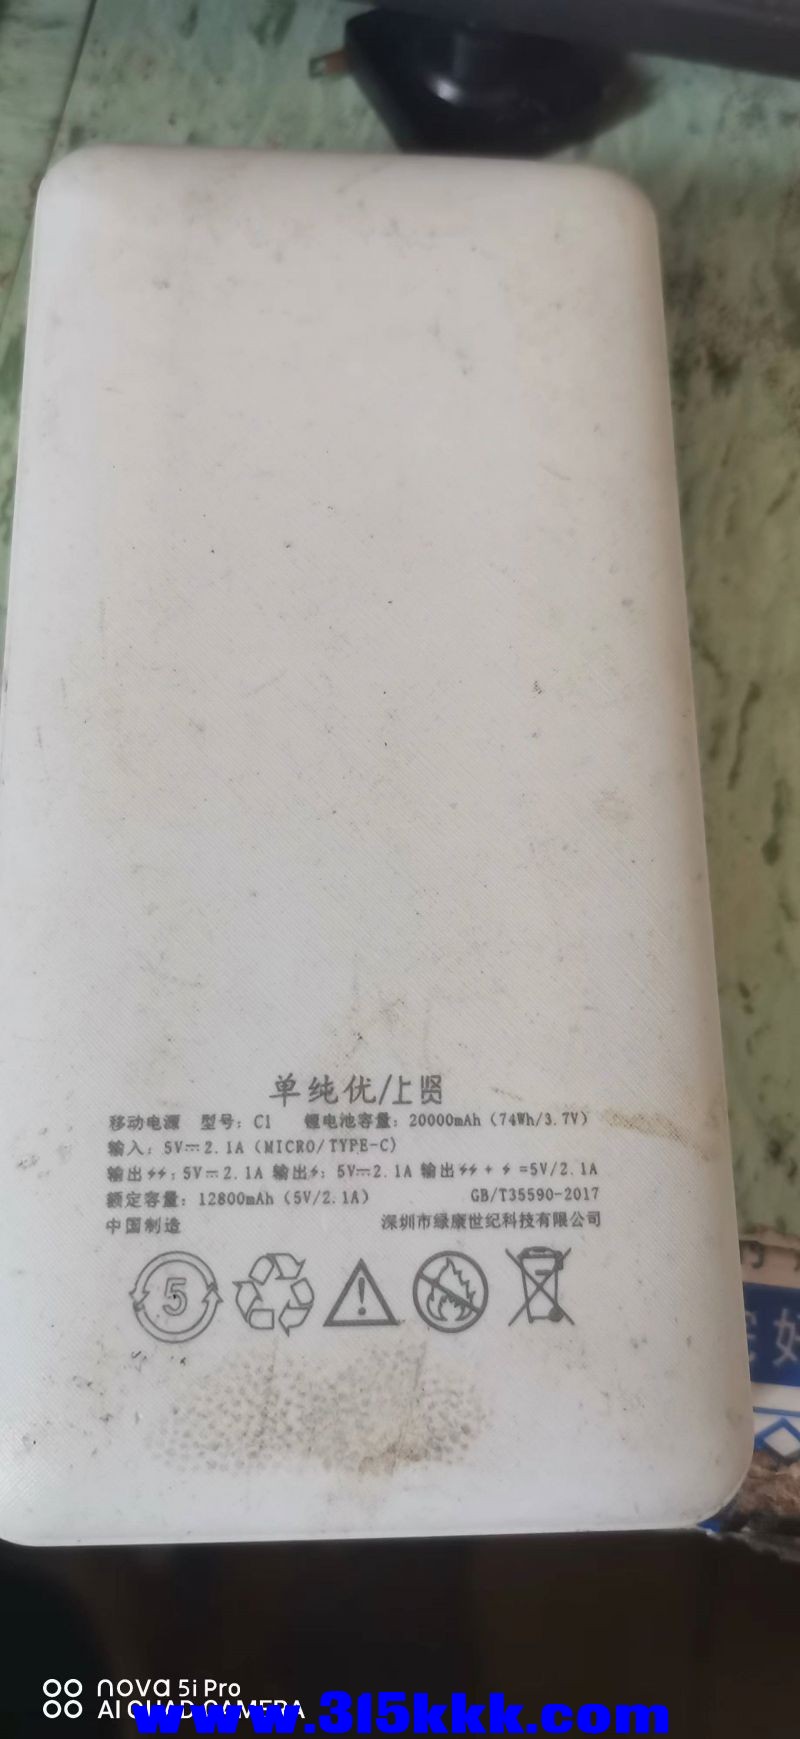 单纯优/上贤
移动电源 型号: C1 锂电池容量: 20000mAh (74Wh/3.7V)
输入: 5V⎓2.1A (MICRO/TYPE-C)
输出⚡⚡: 5V⎓2.1A 输出⚡: 5V⎓2.1A 输出⚡⚡+⚡=5V/2.1A
额定容量: 12800mAh (5V/2.1A) GB/T35590-2017
中国制造 深圳市绿康世纪科技有限公司
5
nova 5i Pro
AI QUAD CAMERA
www.315kkk.com